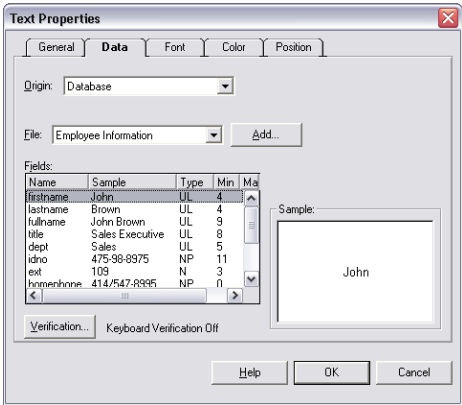 Text Properties
General Data Font Color Position
Origin: Database
File: Employee Information Add...
Fields:
Name Sample Type Min Ma
firstname John UL 4
lastname Brown UL 4
fullname John Brown UL 9
title Sales Executive UL 8
dept Sales UL 5
idno 475-98-8975 NP 11
ext 109 N 3
homephone 414/547-8995 NP 0
Sample:
John
Verification... Keyboard Verification Off
Help OK Cancel